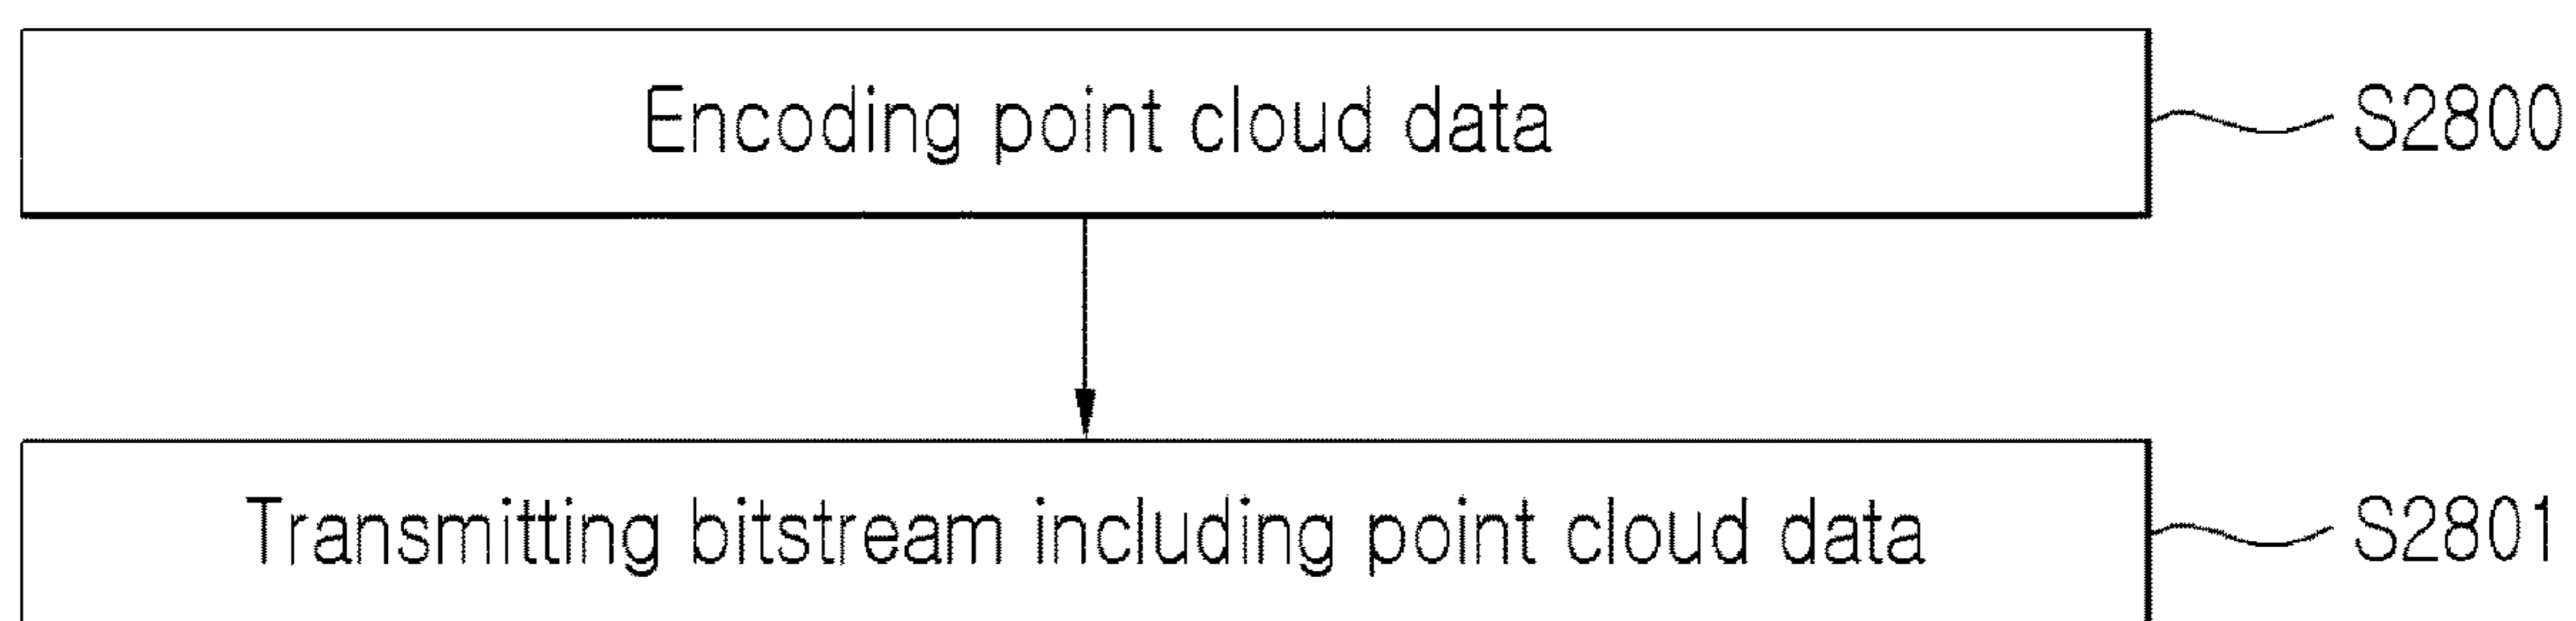 Encoding point cloud data
S2800
Transmitting bitstream including point cloud data
S2801